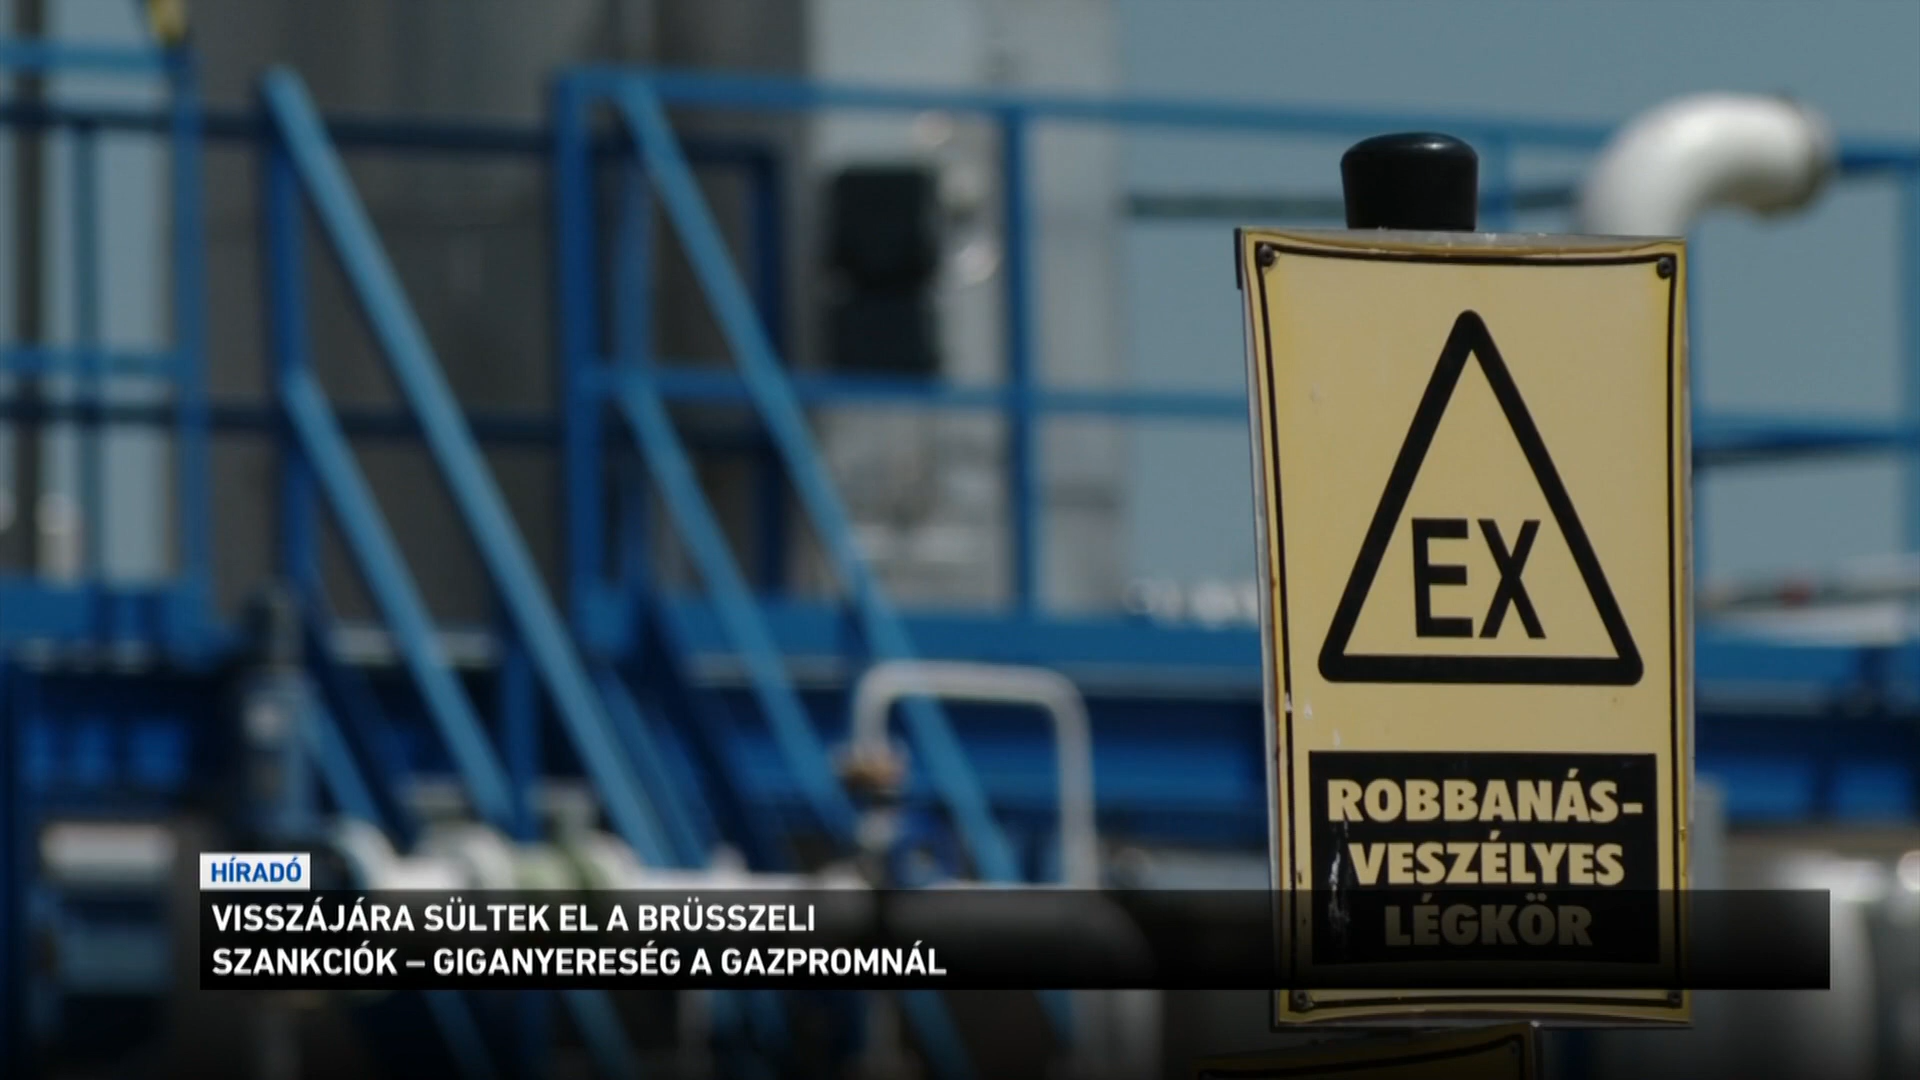 EX
ROBBANÁS-
VESZÉLYES
LÉGKÖR
HÍRADÓ
VISSZÁJÁRA SÜLTEK EL A BRÜSSZELI
SZANKCIÓK – GIGANYERESÉG A GAZPROMNÁL